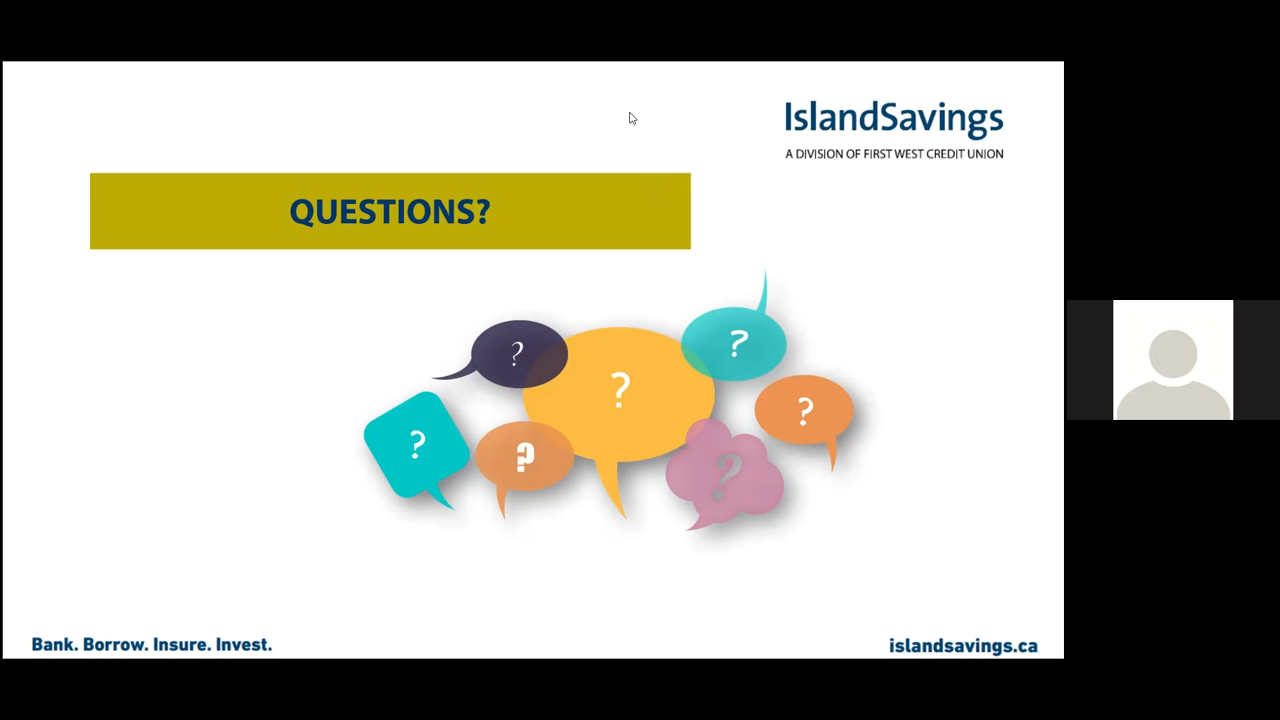 IslandSavings
A DIVISION OF FIRST WEST CREDIT UNION
QUESTIONS?
?
?
?
?
?
?
?
Bank. Borrow. Insure. Invest.
islandsavings.ca